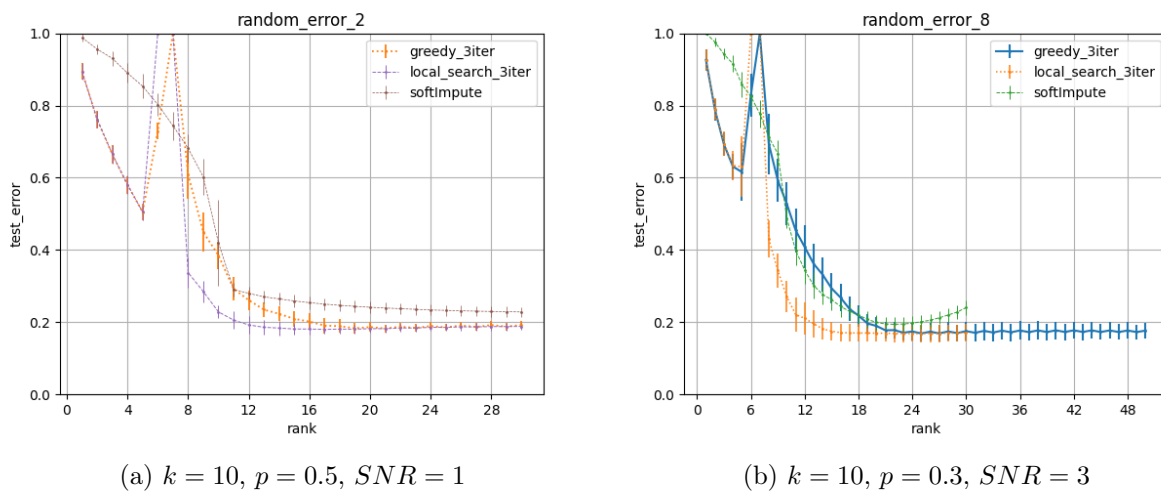 random_error_2
1.0
0.8
0.6
0.4
0.2
0.0
test_error
greedy_3iter
local_search_3iter
softImpute
0 4 8 12 16 20 24 28
rank
(a) k = 10, p = 0.5, SNR = 1
random_error_8
1.0
0.8
0.6
0.4
0.2
0.0
test_error
greedy_3iter
local_search_3iter
softImpute
0 6 12 18 24 30 36 42 48
rank
(b) k = 10, p = 0.3, SNR = 3